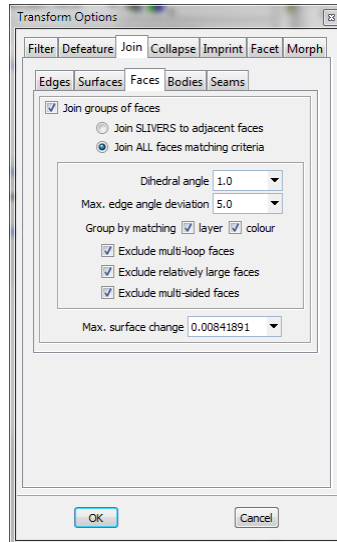 Transform Options
Filter Defeature Join Collapse Imprint Facet Morph
Edges Surfaces Faces Bodies Seams
Join groups of faces
Join SLIVERS to adjacent faces
Join ALL faces matching criteria
Dihedral angle 1.0
Max. edge angle deviation 5.0
Group by matching layer colour
Exclude multi-loop faces
Exclude relatively large faces
Exclude multi-sided faces
Max. surface change 0.00841891
OK Cancel